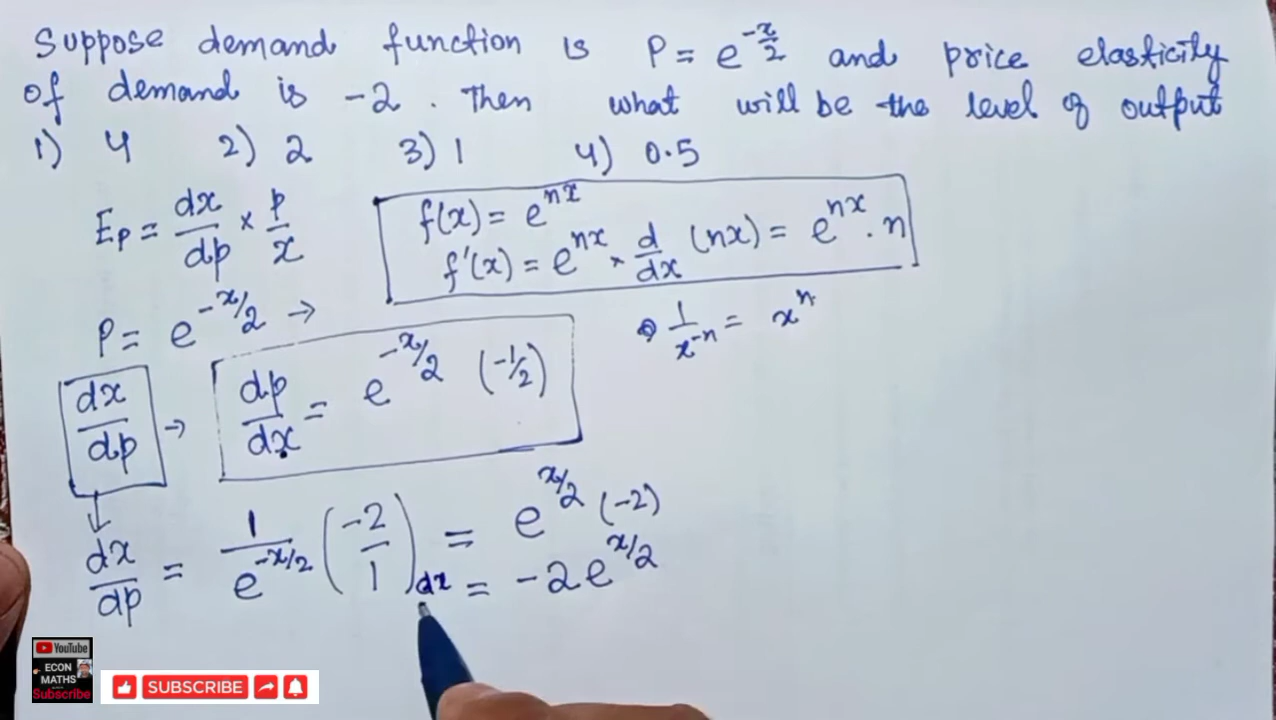 Suppose demand function is P = e^{-x/2} and price elasticity
of demand is -2. Then what will be the level of output
1) 4 2) 2 3) 1 4) 0.5
Ep = dx/dp × p/x
f(x) = e^{nx}
f'(x) = e^{nx} × d/dx (nx) = e^{nx} . n
P = e^{-x/2} →
1/x^{-n} = x^n
dx/dp → dp/dx = e^{-x/2} (-1/2)
dx/dp = 1/e^{-x/2} (-2/1) = e^{x/2} (-2)
dx = -2e^{x/2}
YouTube
ECON
MATHS
Subscribe
SUBSCRIBE